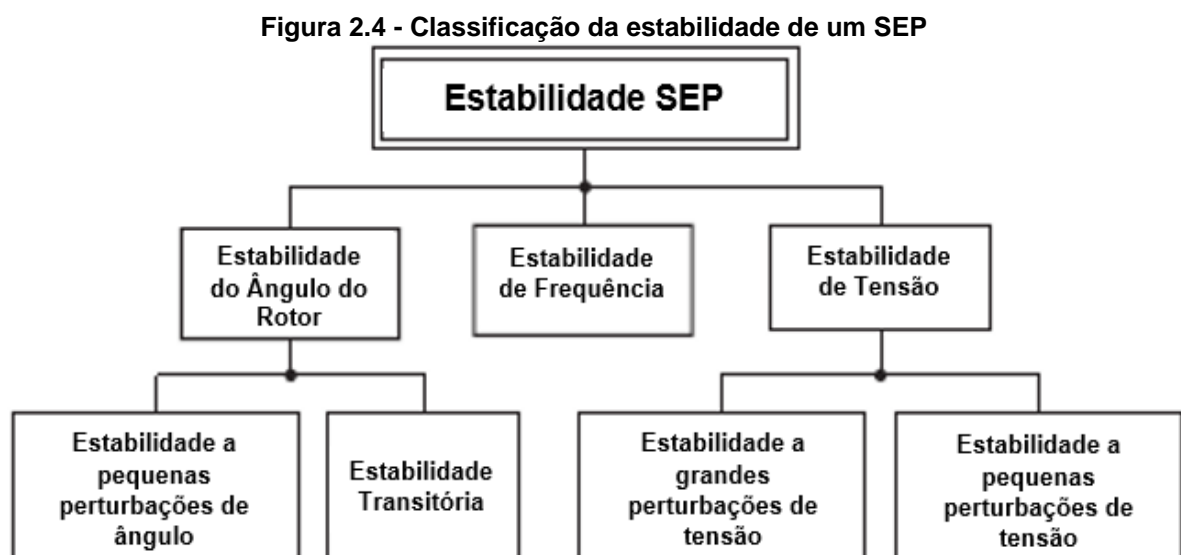 Figura 2.4 - Classificação da estabilidade de um SEP
Estabilidade SEP
Estabilidade
do Ângulo do
Rotor
Estabilidade
de Frequência
Estabilidade
de Tensão
Estabilidade a
pequenas
perturbações de
ângulo
Estabilidade
Transitória
Estabilidade a
grandes
perturbações de
tensão
Estabilidade a
pequenas
perturbações de
tensão